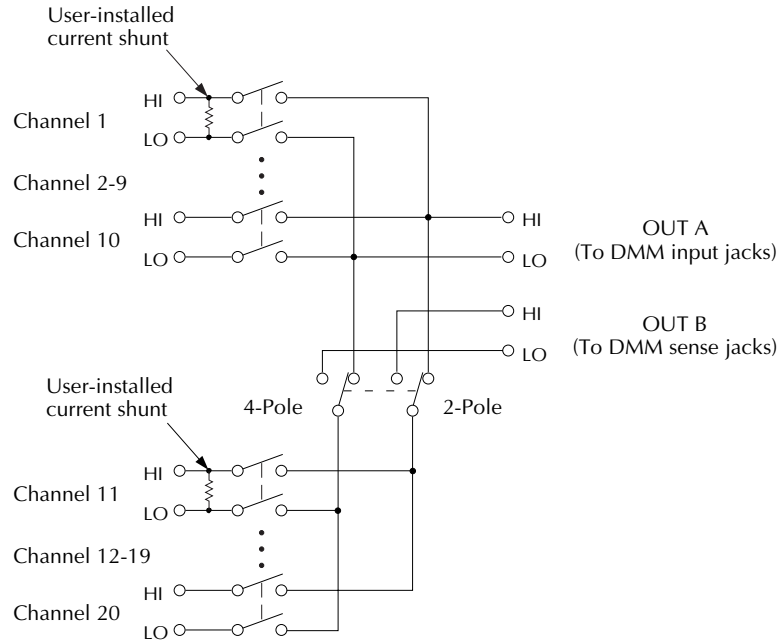 User-installed
current shunt
HI
Channel 1
LO
Channel 2-9
HI
HI
OUT A
Channel 10
(To DMM input jacks)
LO
LO
HI
OUT B
(To DMM sense jacks)
LO
User-installed
current shunt
4-Pole
2-Pole
HI
Channel 11
LO
Channel 12-19
HI
Channel 20
LO